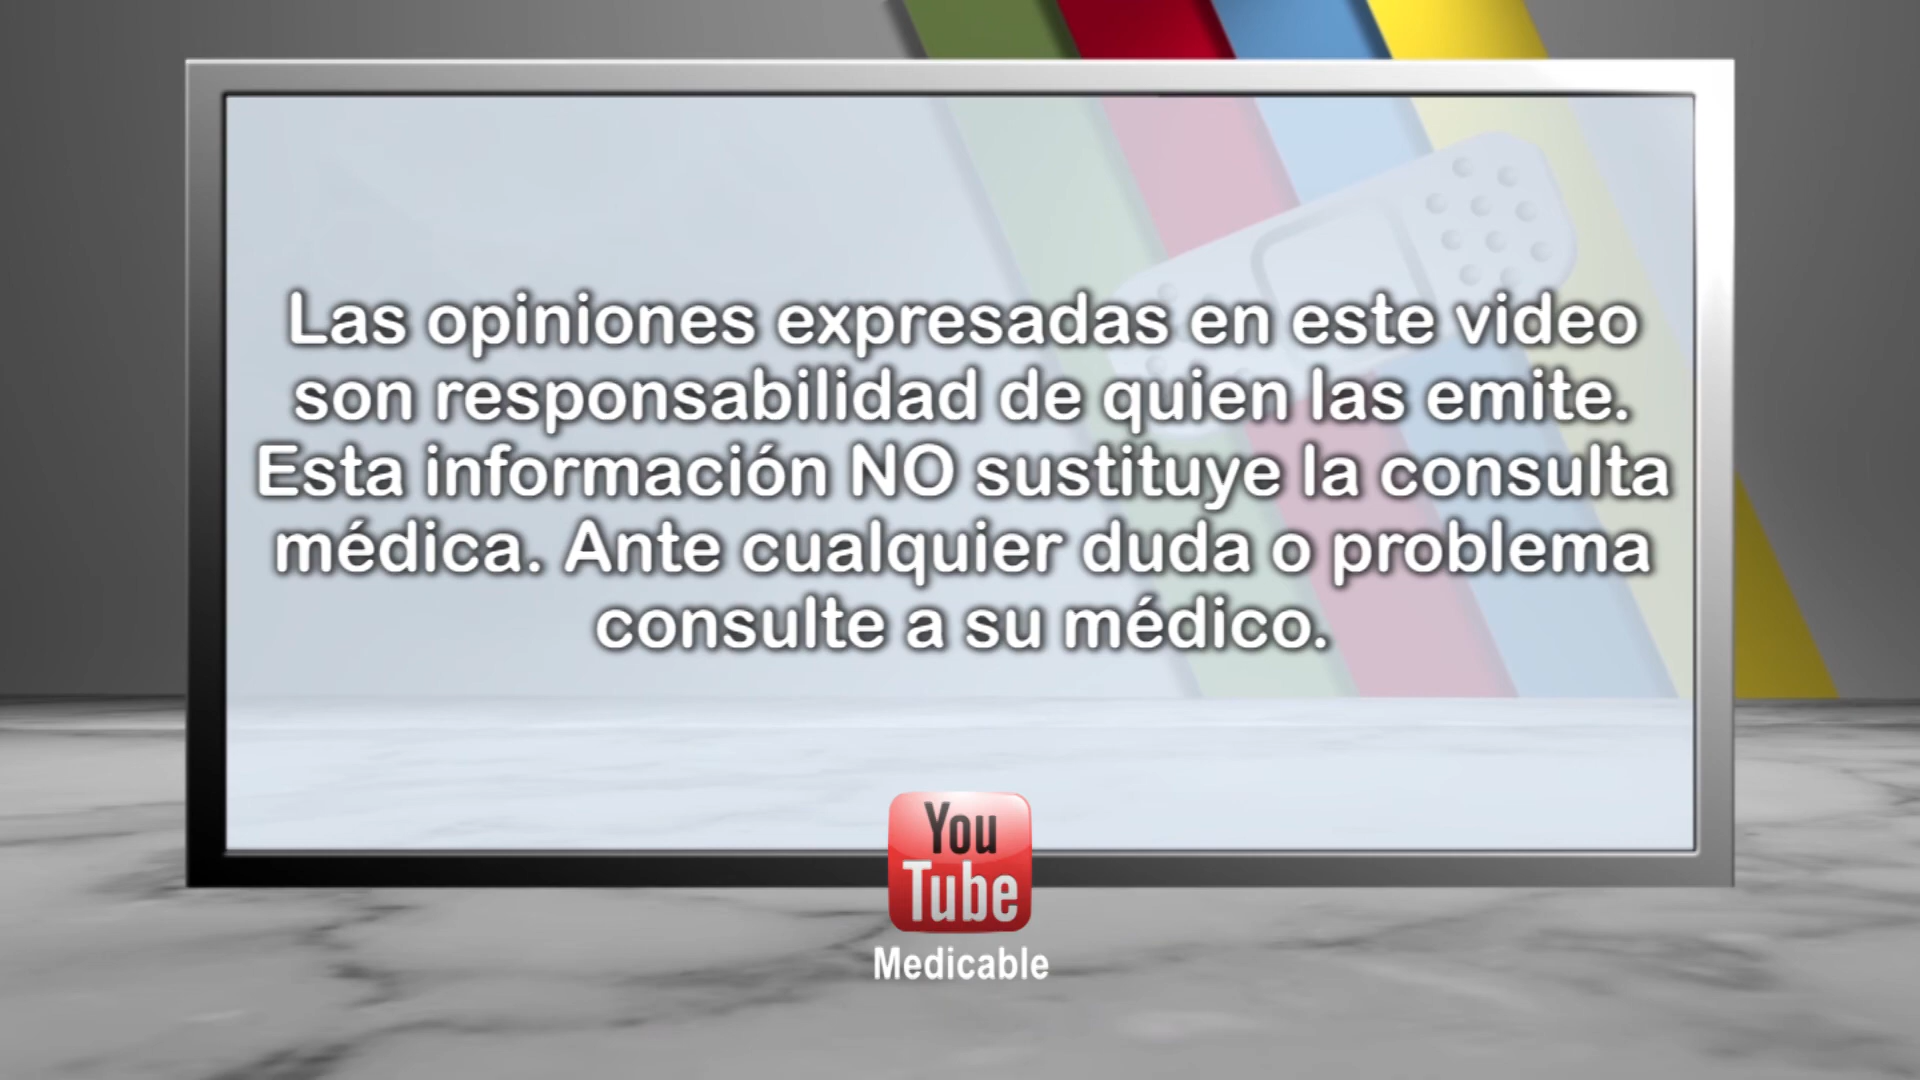 Las opiniones expresadas en este video
son responsabilidad de quien las emite.
Esta información NO sustituye la consulta
médica. Ante cualquier duda o problema
consulte a su médico.
You
Tube
Medicable